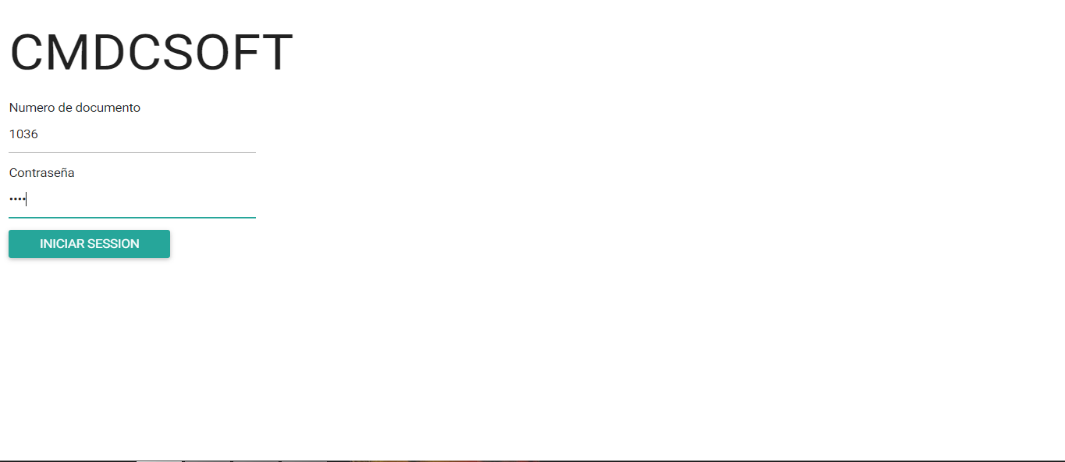 CMDCSOFT
Numero de documento
1036
Contraseña
••••
INICIAR SESSION